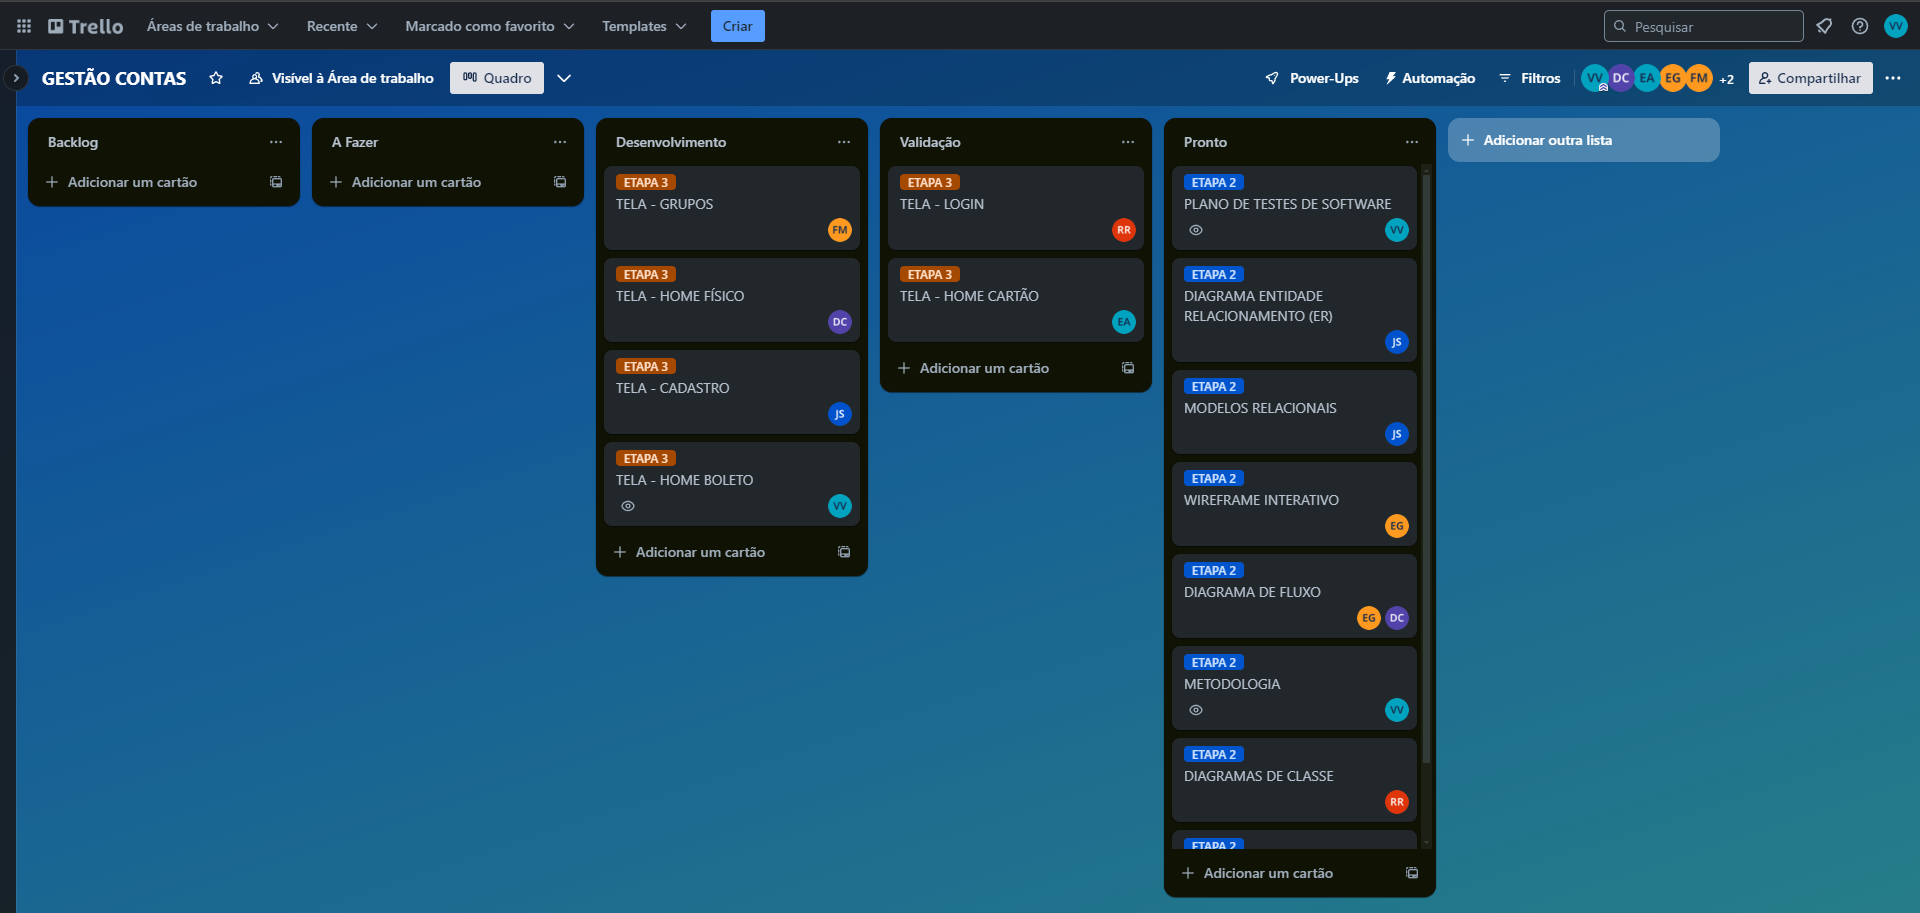 Trello
Áreas de trabalho
Recente
Marcado como favorito
Templates
Criar
Pesquisar
VV
GESTÃO CONTAS
Visível à Área de trabalho
Quadro
Power-Ups
Automação
Filtros
VV
DC
EA
EG
FM
+2
Compartilhar
Backlog
Adicionar um cartão
A Fazer
Adicionar um cartão
Desenvolvimento
ETAPA 3
TELA - GRUPOS
FM
ETAPA 3
TELA - HOME FÍSICO
DC
ETAPA 3
TELA - CADASTRO
JS
ETAPA 3
TELA - HOME BOLETO
VV
Adicionar um cartão
Validação
ETAPA 3
TELA - LOGIN
RR
ETAPA 3
TELA - HOME CARTÃO
EA
Adicionar um cartão
Pronto
ETAPA 2
PLANO DE TESTES DE SOFTWARE
VV
ETAPA 2
DIAGRAMA ENTIDADE
RELACIONAMENTO (ER)
JS
ETAPA 2
MODELOS RELACIONAIS
JS
ETAPA 2
WIREFRAME INTERATIVO
EG
ETAPA 2
DIAGRAMA DE FLUXO
EG
DC
ETAPA 2
METODOLOGIA
VV
ETAPA 2
DIAGRAMAS DE CLASSE
RR
ETAPA 2
Adicionar um cartão
Adicionar outra lista